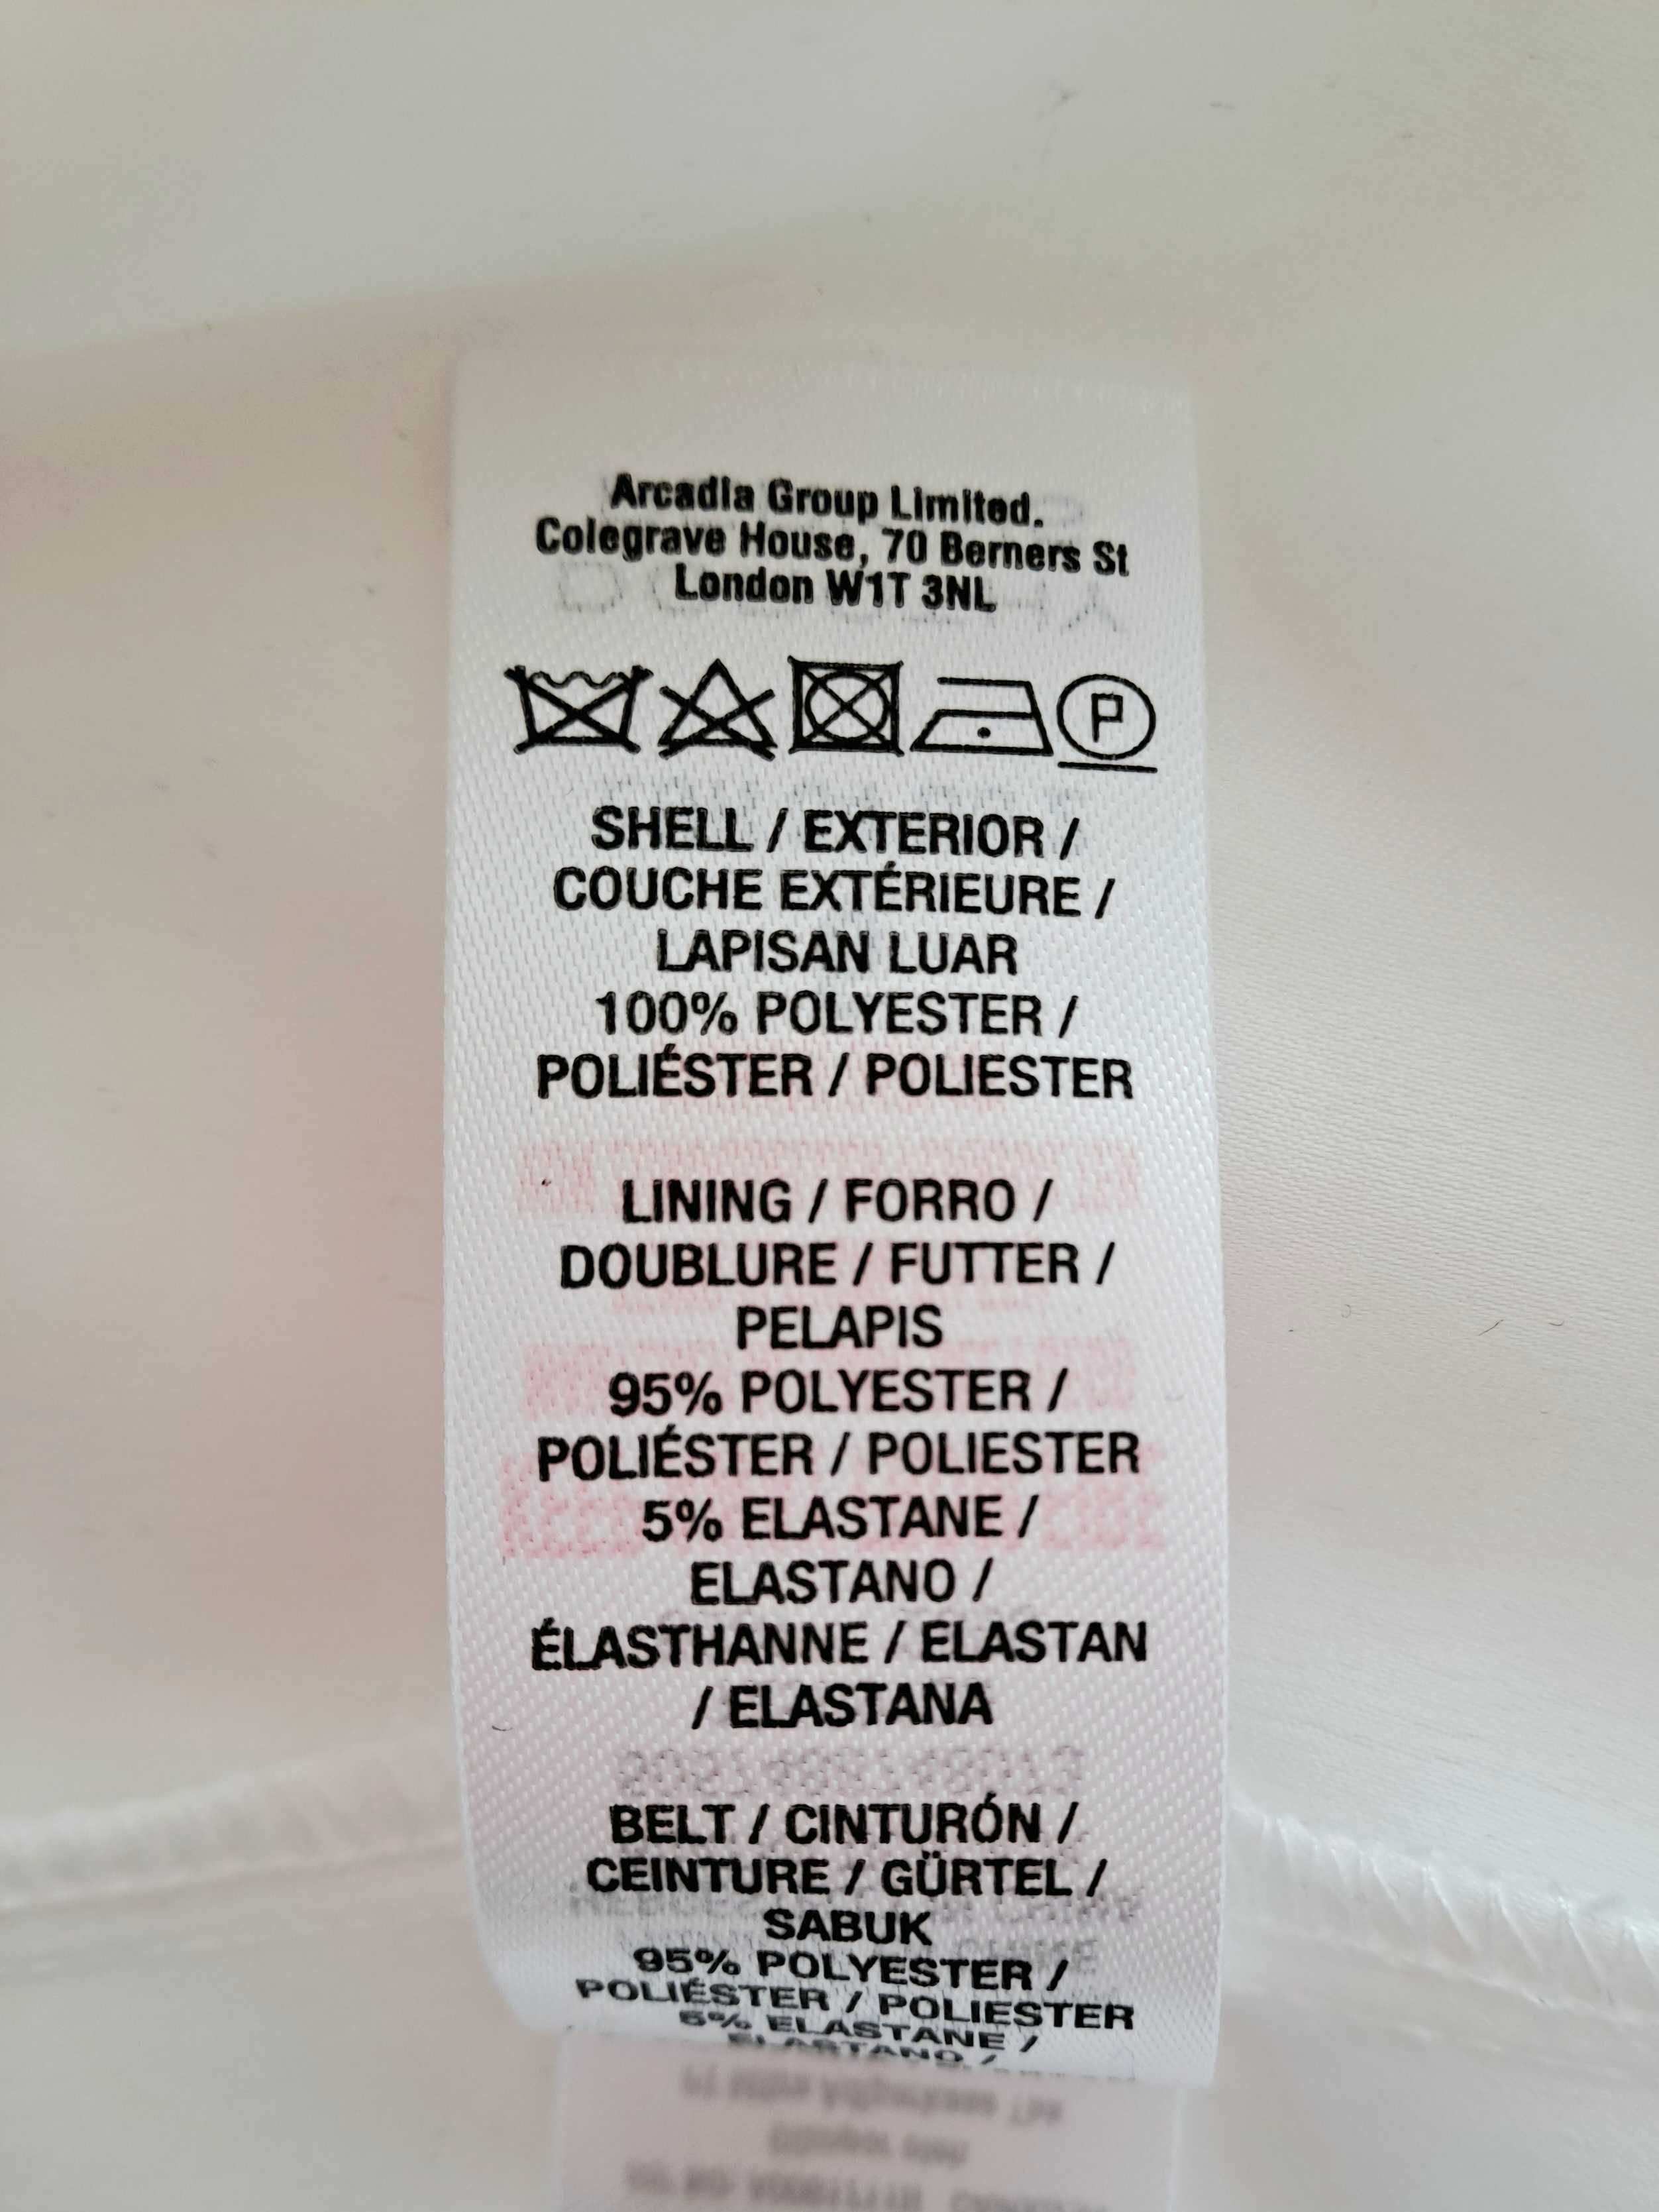 Arcadia Group Limited.
Colegrave House, 70 Berners St
London W1T 3NL
P
SHELL / EXTERIOR /
COUCHE EXTÉRIEURE /
LAPISAN LUAR
100% POLYESTER /
POLIÉSTER / POLIESTER
LINING / FORRO /
DOUBLURE / FUTTER /
PELAPIS
95% POLYESTER /
POLIÉSTER / POLIESTER
5% ELASTANE /
ELASTANO /
ÉLASTHANNE / ELASTAN
/ ELASTANA
BELT / CINTURÓN /
CEINTURE / GÜRTEL /
SABUK
95% POLYESTER /
POLIÉSTER / POLIESTER
5% ELASTANE /
ELASTANO /